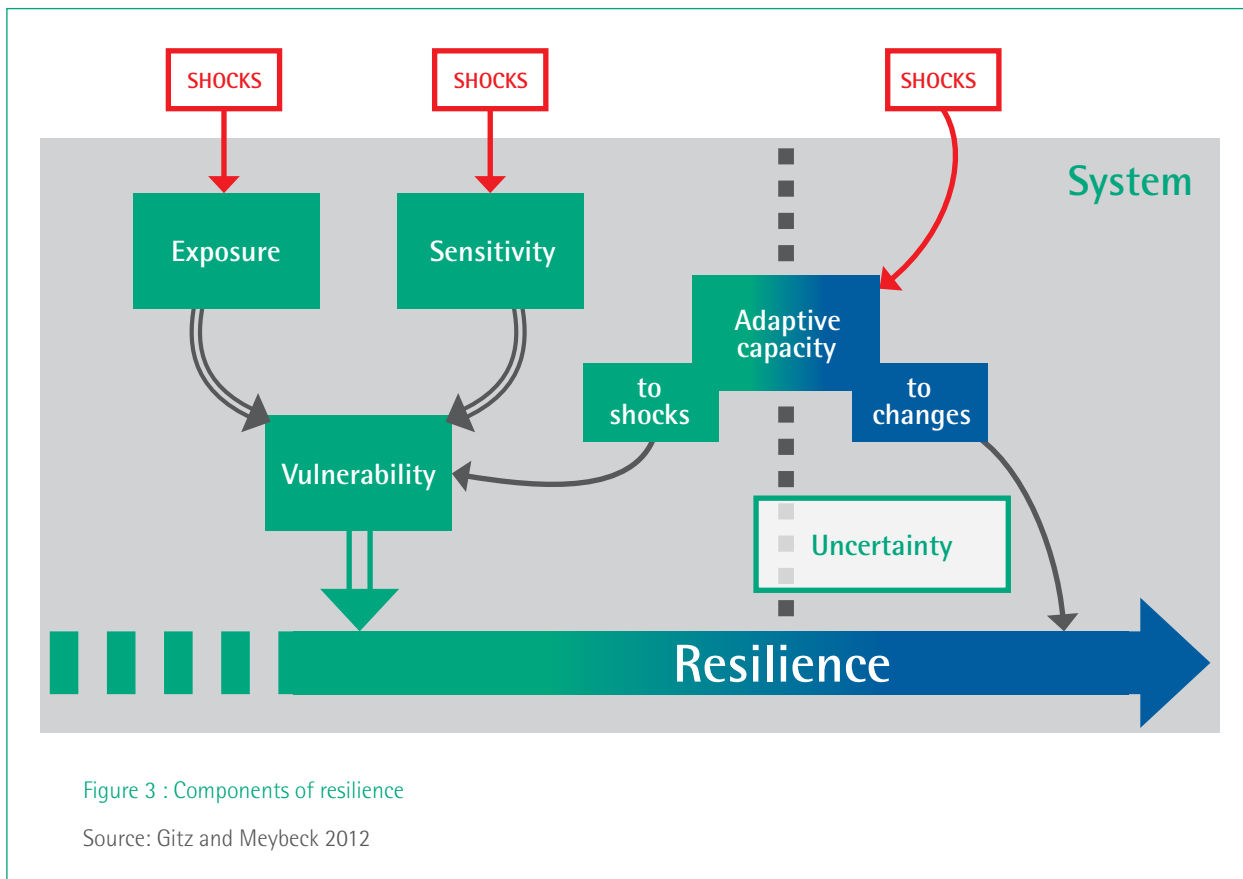 SHOCKS
SHOCKS
SHOCKS
System
Exposure
Sensitivity
Adaptive
capacity
to
shocks
to
changes
Vulnerability
Uncertainty
Resilience
Figure 3 : Components of resilience
Source: Gitz and Meybeck 2012